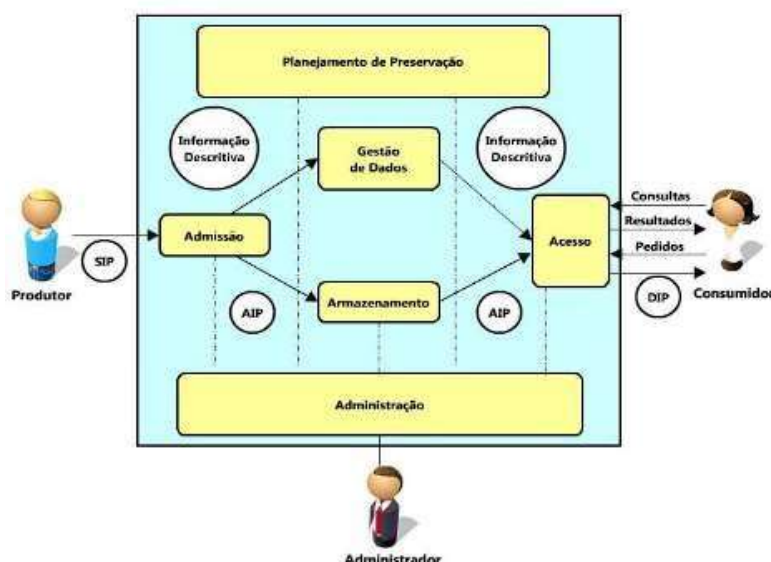 Planejamento de Preservação
Informação
Descritiva
Gestão
de Dados
Informação
Descritiva
Consultas
Resultados
Pedidos
Admissão
Acesso
SIP
Produtor
AIP
Armazenamento
AIP
DIP
Consumidor
Administração
Administrador